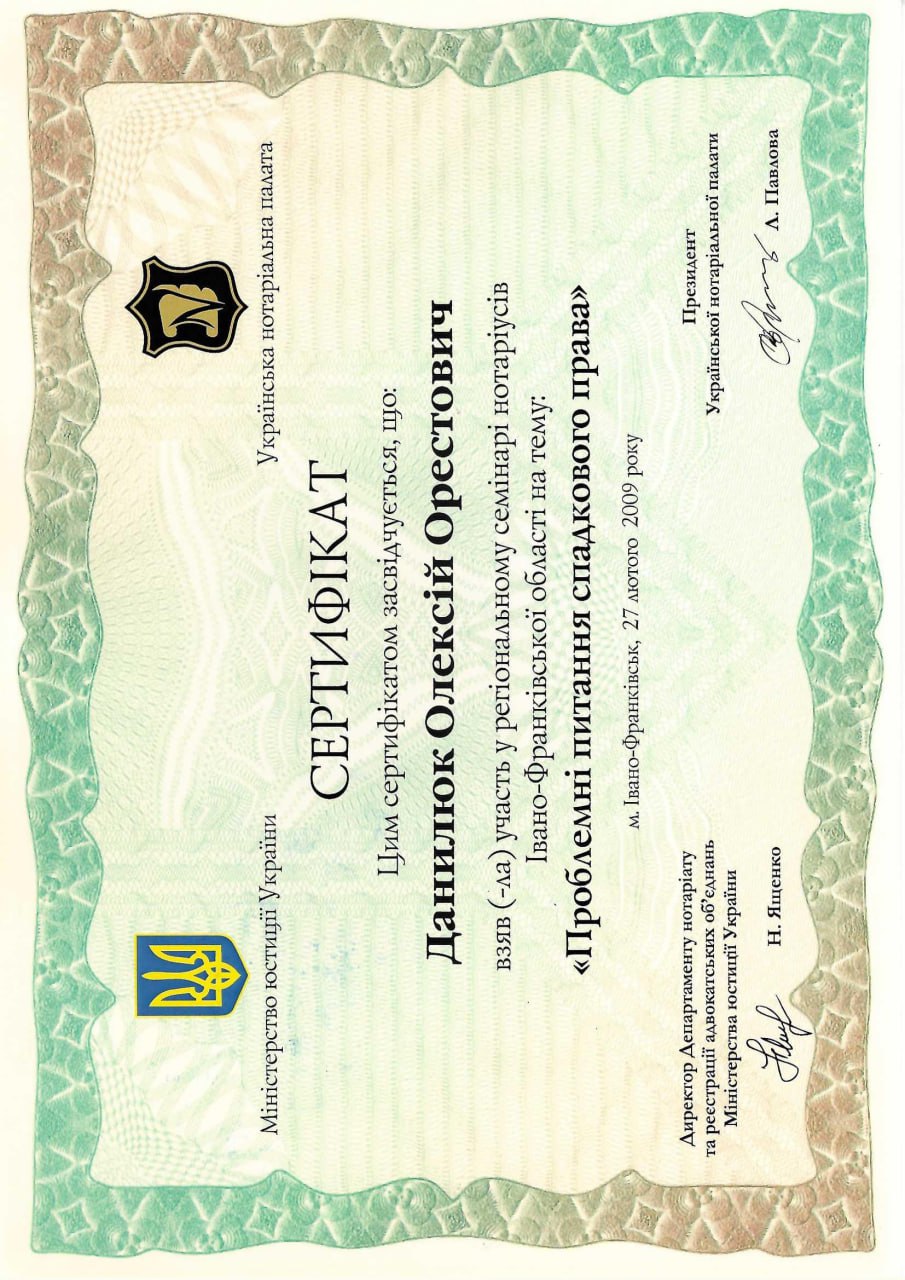 Міністерство юстиції України
Українська нотаріальна палата
СЕРТИФІКАТ
Цим сертифікатом засвідчується, що:
Данилюк Олексій Орестович
взяв (-ла) участь у регіональному семінарі нотаріусів
Івано-Франківської області на тему:
«Проблемні питання спадкового права»
м. Івано-Франківськ, 27 лютого 2009 року
Директор Департаменту нотаріату
та реєстрації адвокатських об'єднань
Міністерства юстиції України
Н. Ященко
Президент
Української нотаріальної палати
Л. Павлова